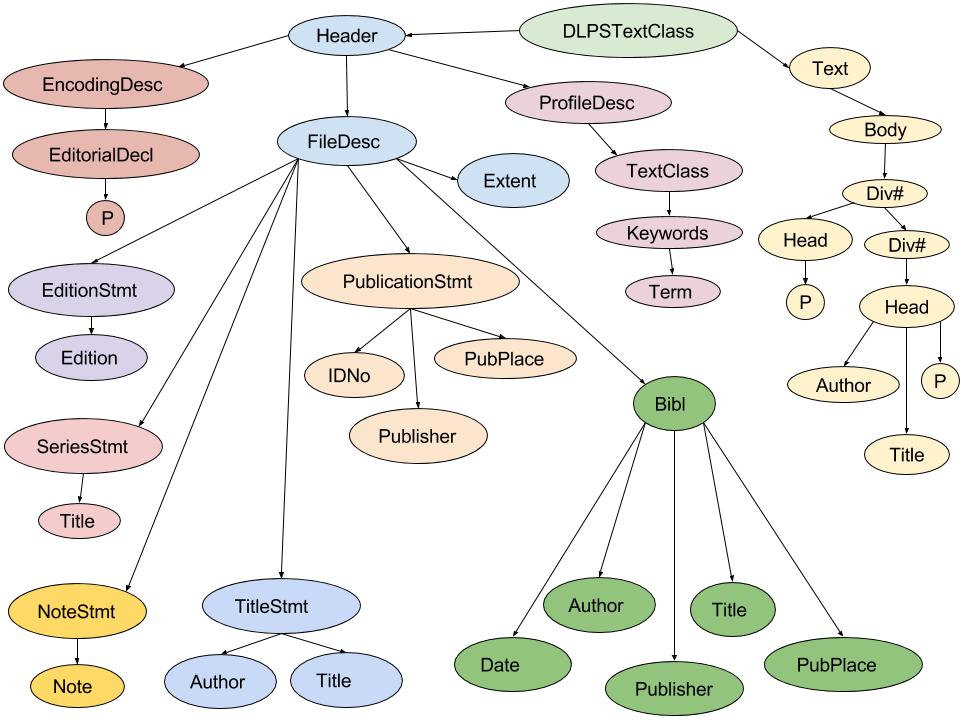 DLPSTextClass
Header
Text
EncodingDesc
ProfileDesc
Body
FileDesc
EditorialDecl
TextClass
Extent
Div#
P
Keywords
Head
Div#
EditionStmt
PublicationStmt
Term
P
Head
Edition
IDNo
PubPlace
Author
P
Bibl
Publisher
SeriesStmt
Title
Title
NoteStmt
TitleStmt
Author
Title
Date
PubPlace
Note
Author
Title
Publisher